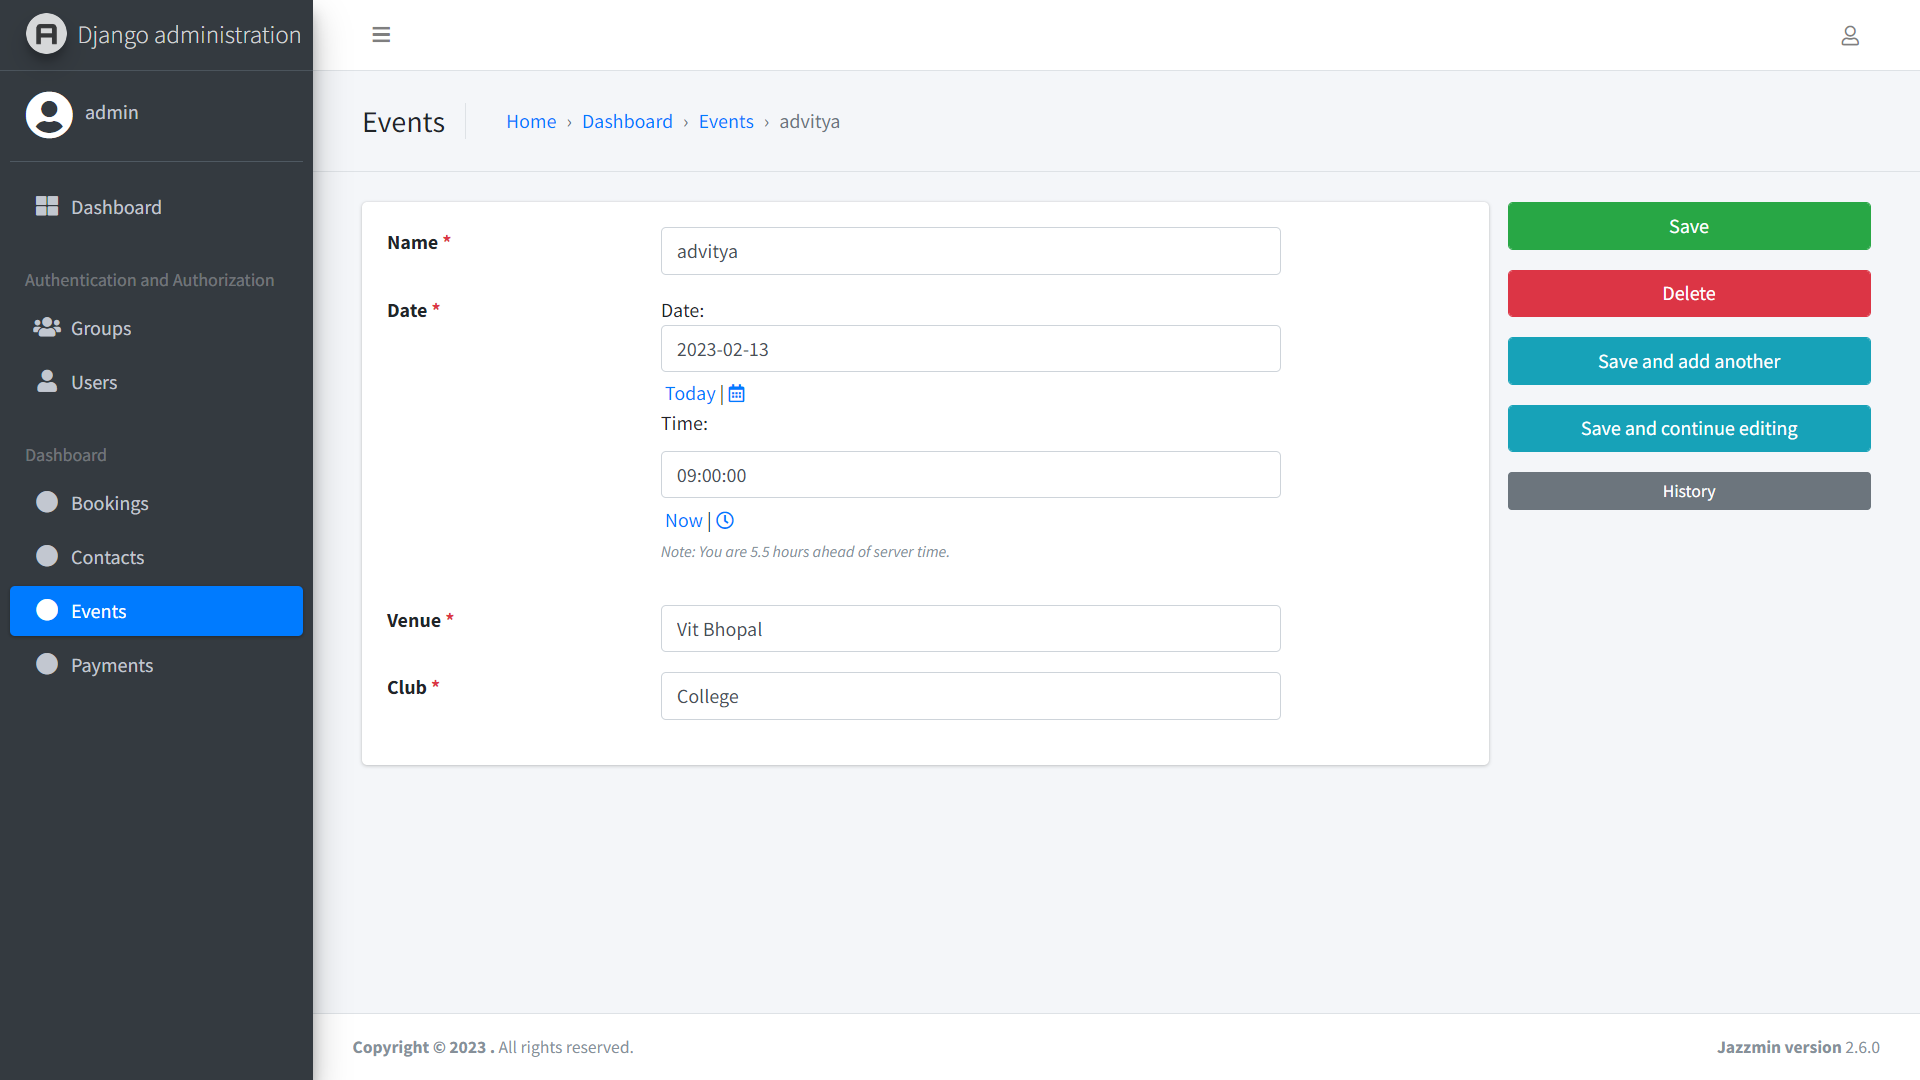 Django administration
admin
Dashboard
Authentication and Authorization
Groups
Users
Dashboard
Bookings
Contacts
Events
Payments
Events
Home › Dashboard › Events › advitya
Name *
advitya
Date *
Date:
2023-02-13
Today |
Time:
09:00:00
Now |
Note: You are 5.5 hours ahead of server time.
Venue *
Vit Bhopal
Club *
College
Save
Delete
Save and add another
Save and continue editing
History
Copyright © 2023 . All rights reserved.
Jazzmin version 2.6.0